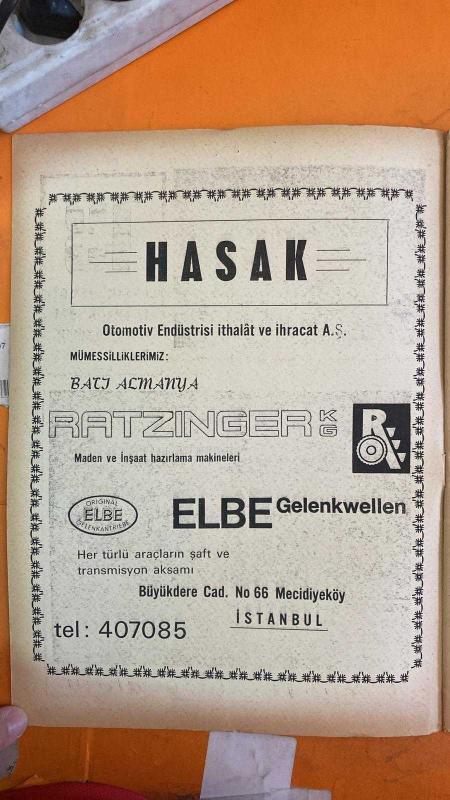 HASAK
Otomotiv Endüstrisi ithalât ve ihracat A.Ş.
MÜMESSİLLİKLERİMİZ:
BATI ALMANYA
RATZINGER KG
Maden ve İnşaat hazırlama makineleri
ORIGINAL
ELBE
GELENKANTRIEBE
ELBE Gelenkwellen
Her türlü araçların şaft ve
transmisyon aksamı
Büyükdere Cad. No 66 Mecidiyeköy
İSTANBUL
tel: 407085